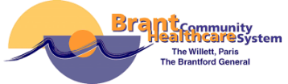 Brant Community
Healthcare System
The Willett, Paris
The Brantford General